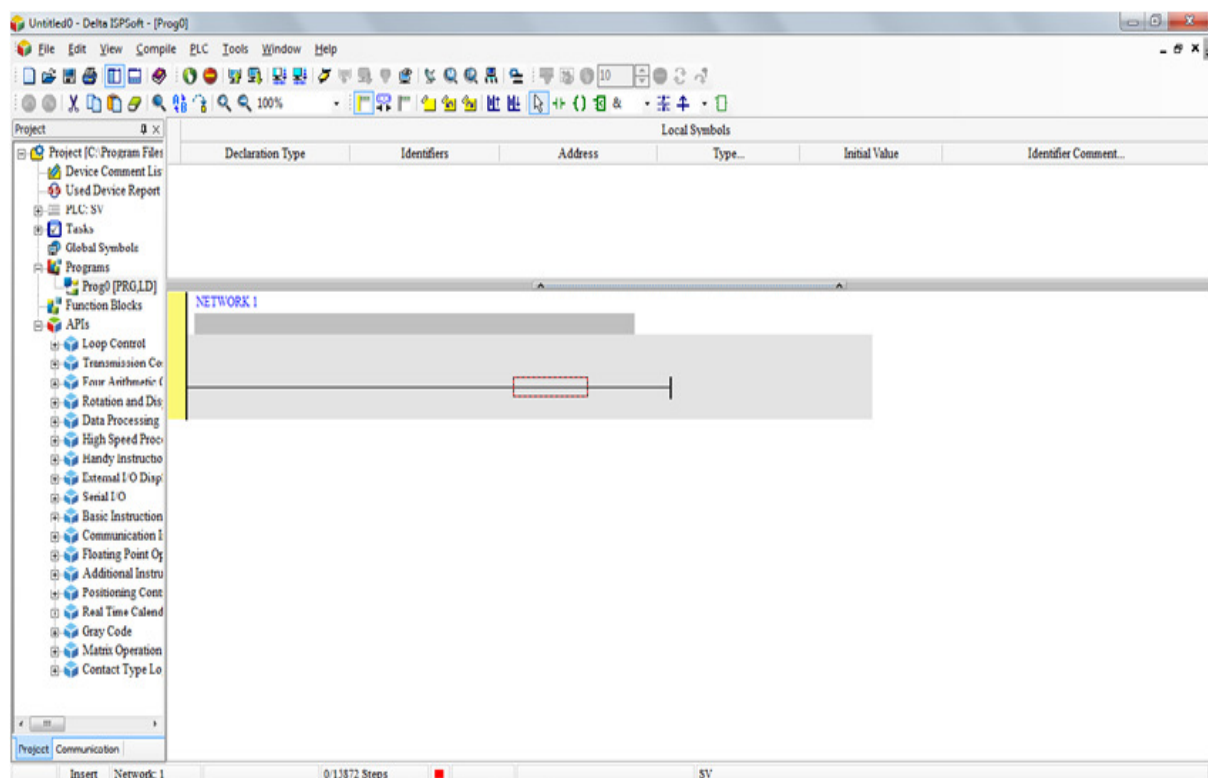 Untitled0 - Delta ISPSoft - [Prog0]
File Edit View Compile PLC Tools Window Help
10
100%
&
Project
Local Symbols
Declaration Type Identifiers Address Type... Initial Value Identifier Comment...
Project [C:\Program Files
Device Comment Lis
Used Device Report
PLC: SV
Tasks
Global Symbols
Programs
Prog0 [PRG,LD]
Function Blocks
APIs
Loop Control
Transmission Co
Four Arithmetic
Rotation and Dis
Data Processing
High Speed Proc
Handy Instructio
External I/O Disp
Serial I/O
Basic Instruction
Communication I
Floating Point Op
Additional Instru
Positioning Cont
Real Time Calend
Gray Code
Matrix Operation
Contact Type Lo
NETWORK 1
Project Communication
Insert Network: 1 0/15872 Steps SV